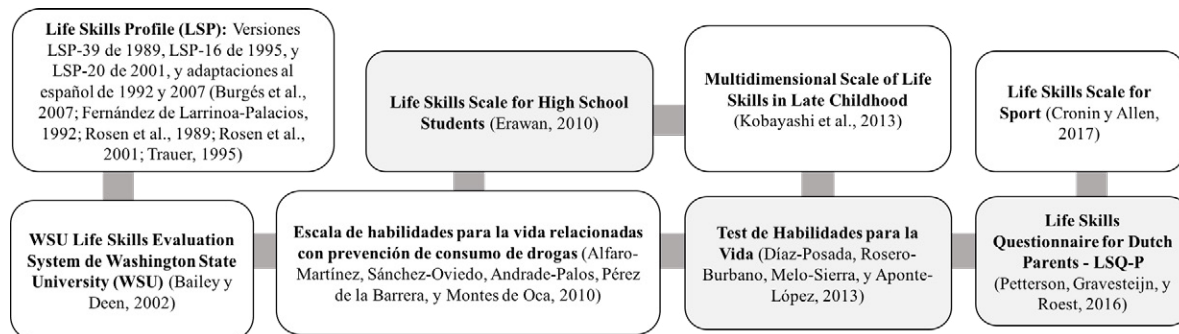 Life Skills Profile (LSP): Versiones
LSP-39 de 1989, LSP-16 de 1995, y
LSP-20 de 2001, y adaptaciones al
español de 1992 y 2007 (Burgés et al.,
2007; Fernández de Larrinoa-Palacios,
1992; Rosen et al., 1989; Rosen et al.,
2001; Trauer, 1995)
WSU Life Skills Evaluation
System de Washington State
University (WSU) (Bailey y
Deen, 2002)
Escala de habilidades para la vida relacionadas
con prevención de consumo de drogas (Alfaro-
Martínez, Sánchez-Oviedo, Andrade-Palos, Pérez
de la Barrera, y Montes de Oca, 2010)
Life Skills Scale for High School
Students (Erawan, 2010)
Multidimensional Scale of Life
Skills in Late Childhood
(Kobayashi et al., 2013)
Test de Habilidades para la
Vida (Díaz-Posada, Rosero-
Burbano, Melo-Sierra, y Aponte-
López, 2013)
Life Skills
Questionnaire for Dutch
Parents - LSQ-P
(Petterson, Gravesteijn, y
Roest, 2016)
Life Skills Scale for
Sport (Cronin y Allen,
2017)